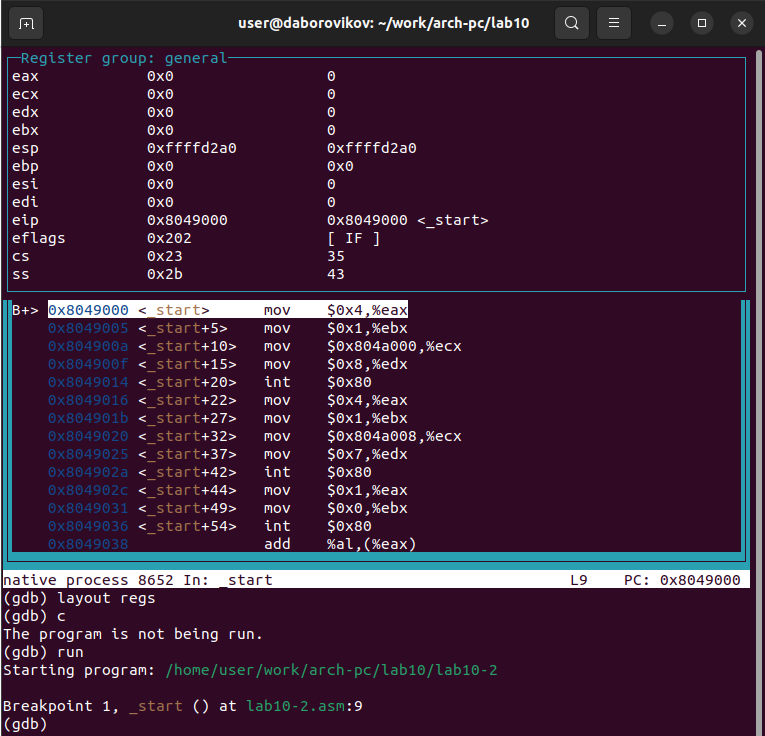 user@daborovikov: ~/work/arch-pc/lab10
Register group: general
eax 0x0 0
ecx 0x0 0
edx 0x0 0
ebx 0x0 0
esp 0xffffd2a0 0xffffd2a0
ebp 0x0 0x0
esi 0x0 0
edi 0x0 0
eip 0x8049000 0x8049000 <_start>
eflags 0x202 [ IF ]
cs 0x23 35
ss 0x2b 43
B+> 0x8049000 <_start> mov $0x4,%eax
0x8049005 <_start+5> mov $0x1,%ebx
0x804900a <_start+10> mov $0x804a000,%ecx
0x804900f <_start+15> mov $0x8,%edx
0x8049014 <_start+20> int $0x80
0x8049016 <_start+22> mov $0x4,%eax
0x804901b <_start+27> mov $0x1,%ebx
0x8049020 <_start+32> mov $0x804a008,%ecx
0x8049025 <_start+37> mov $0x7,%edx
0x804902a <_start+42> int $0x80
0x804902c <_start+44> mov $0x1,%eax
0x8049031 <_start+49> mov $0x0,%ebx
0x8049036 <_start+54> int $0x80
0x8049038 add %al,(%eax)
native process 8652 In: _start L9 PC: 0x8049000
(gdb) layout regs
(gdb) c
The program is not being run.
(gdb) run
Starting program: /home/user/work/arch-pc/lab10/lab10-2
Breakpoint 1, _start () at lab10-2.asm:9
(gdb)